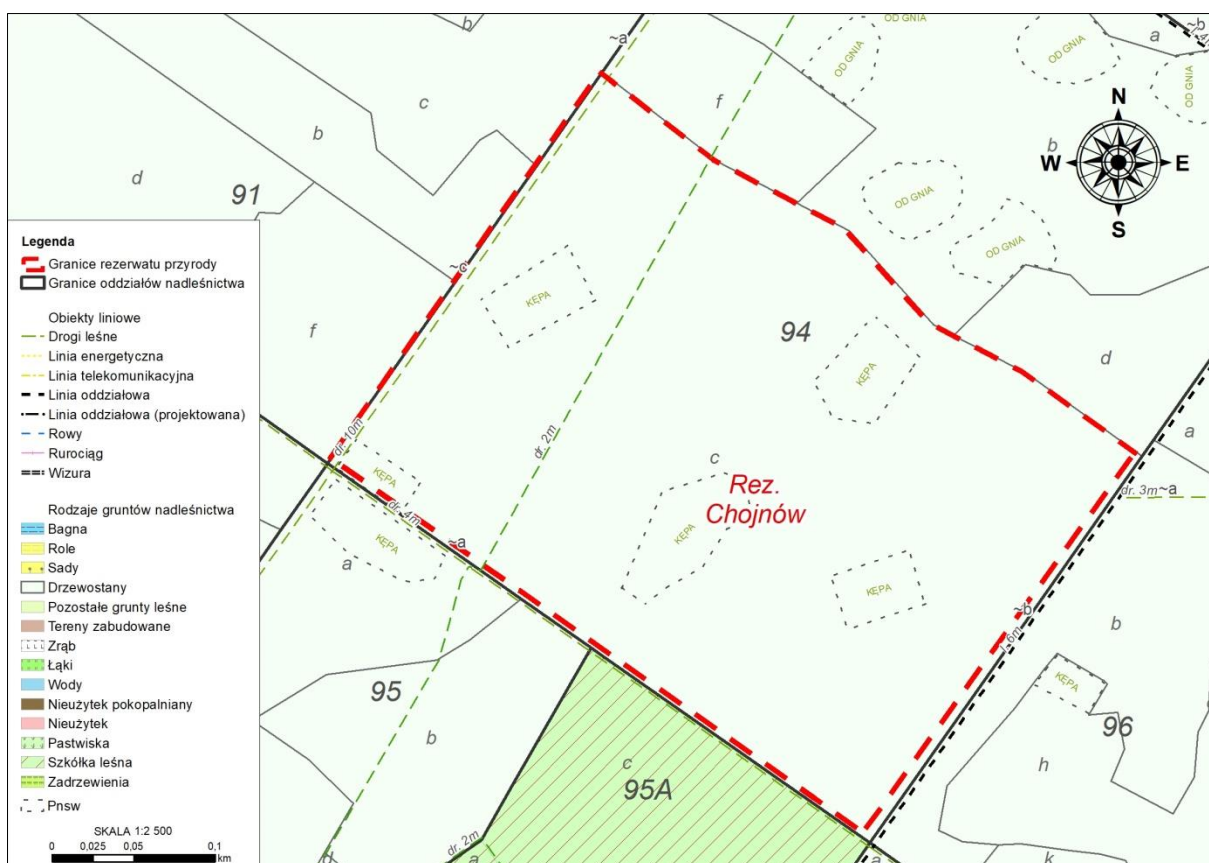 b
~a
OD GNIA
OD GNIA
OD GNIA
OD GNIA
a
~b
c
f
b
d
91
b
N
W
E
S
OD GNIA
OD GNIA
Legenda
Granice rezerwatu przyrody
Granice oddziałów nadleśnictwa
Obiekty liniowe
Drogi leśne
Linia energetyczna
Linia telekomunikacyjna
Linia oddziałowa
Linia oddziałowa (projektowana)
Rowy
Rurociąg
Wizura
Rodzaje gruntów nadleśnictwa
Bagna
Role
Sady
Drzewostany
Pozostałe grunty leśne
Tereny zabudowane
Zrąb
Łąki
Wody
Nieużytek pokopalniany
Nieużytek
Pastwiska
Szkółka leśna
Zadrzewienia
Pnsw
SKALA 1:2 500
0 0,025 0,05 0,1
km
~c
KĘPA
f
94
KĘPA
d
dr. 10m
dr. 2m
a
c
Rez.
Chojnów
dr. 3m
~a
KĘPA
dr. 4m
KĘPA
~a
a
KĘPA
KĘPA
~b
b
KĘPA
95
b
96
h
c
95A
dr. 2m
d
a
a
k